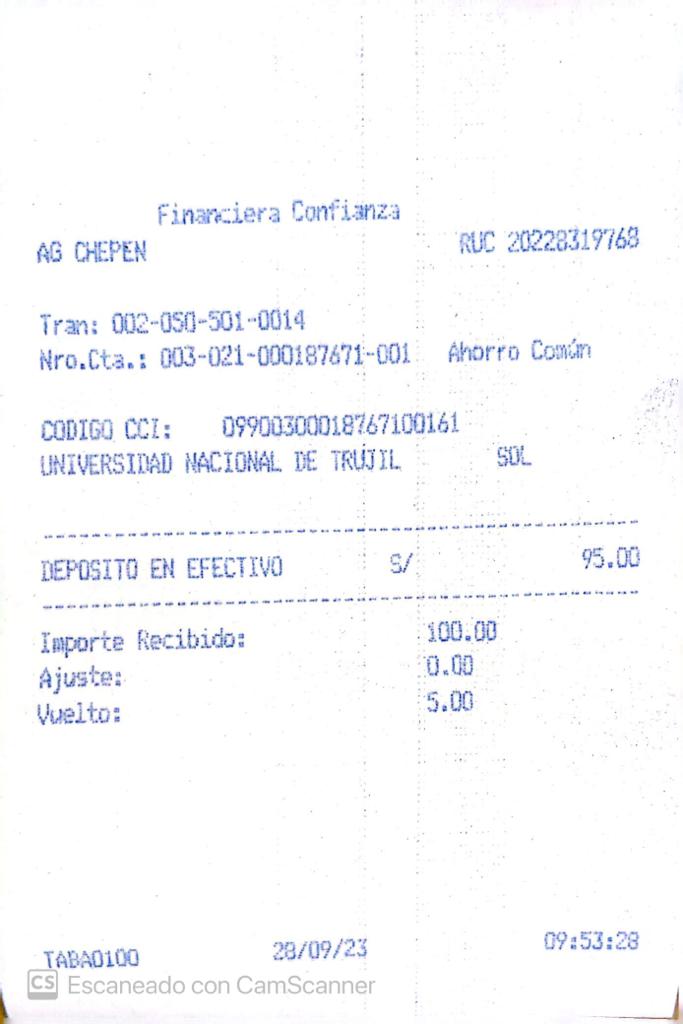 Financiera Confianza
AG CHEPEN RUC 20228319768
Tran: 002-050-501-0014
Nro.Cta.: 003-021-000187671-001 Ahorro Común
CODIGO CCI: 09900300018767100161
UNIVERSIDAD NACIONAL DE TRUJIL SOL
DEPOSITO EN EFECTIVO S/ 95.00
Importe Recibido: 100.00
Ajuste: 0.00
Vuelto: 5.00
TABA0100 28/09/23 09:53:28
CS Escaneado con CamScanner